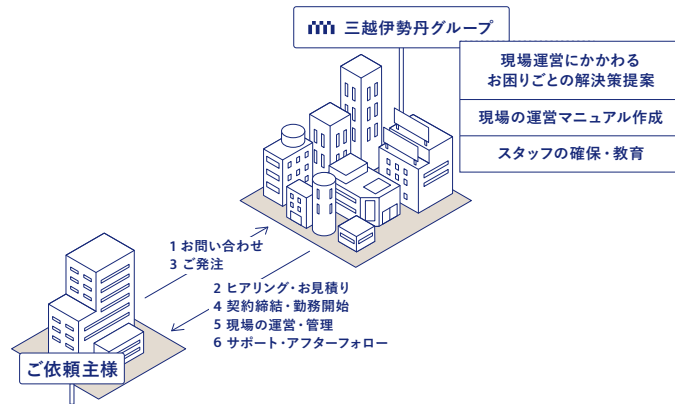 三越伊勢丹グループ
現場運営にかかわる
お困りごとの解決策提案
現場の運営マニュアル作成
スタッフの確保・教育
1 お問い合わせ
3 ご発注
2 ヒアリング・お見積り
4 契約締結・勤務開始
5 現場の運営・管理
6 サポート・アフターフォロー
ご依頼主様